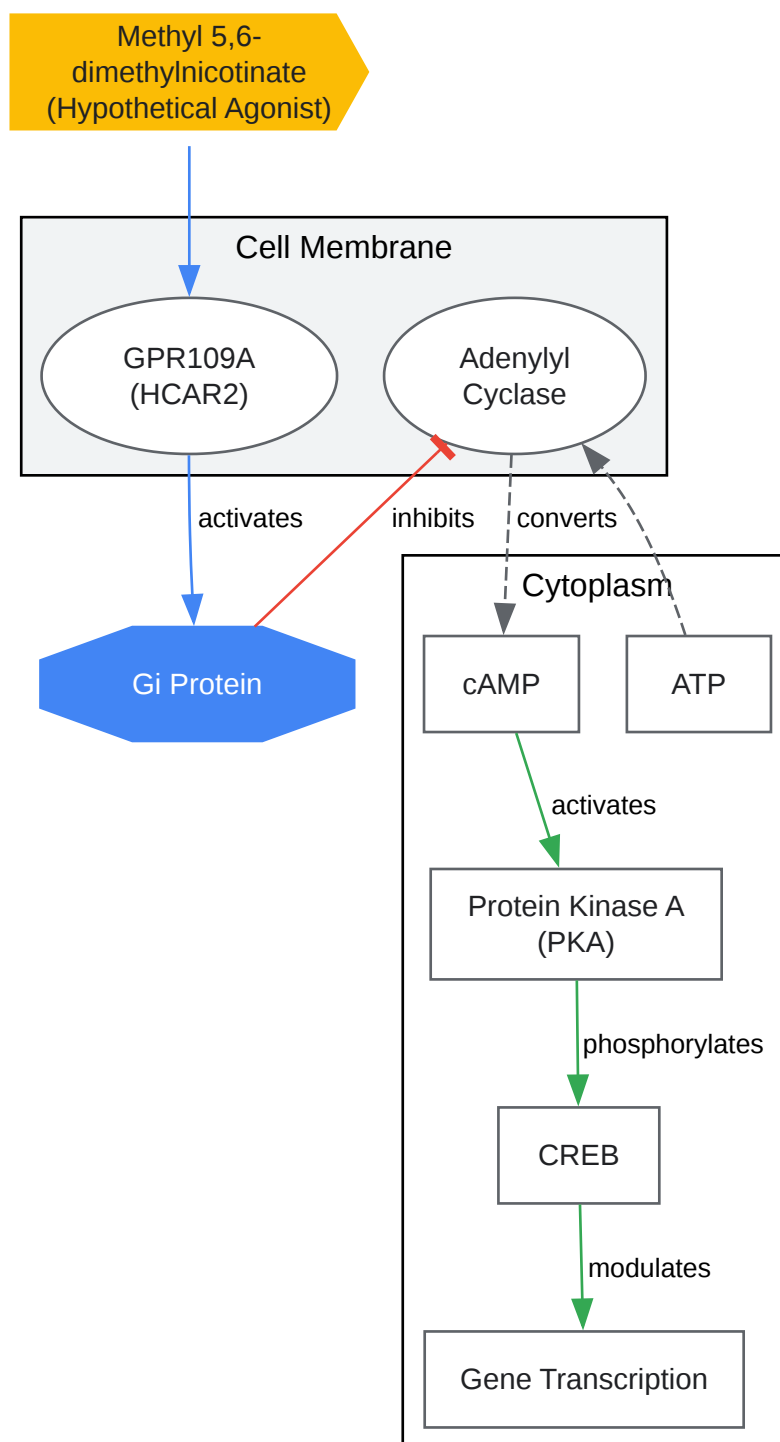 Methyl 5,6-
dimethylnicotinate
(Hypothetical Agonist)
Cell Membrane
GPR109A
(HCAR2)
Adenylyl
Cyclase
activates
inhibits
converts
Cytoplasm
Gi Protein
cAMP
ATP
activates
Protein Kinase A
(PKA)
phosphorylates
CREB
modulates
Gene Transcription